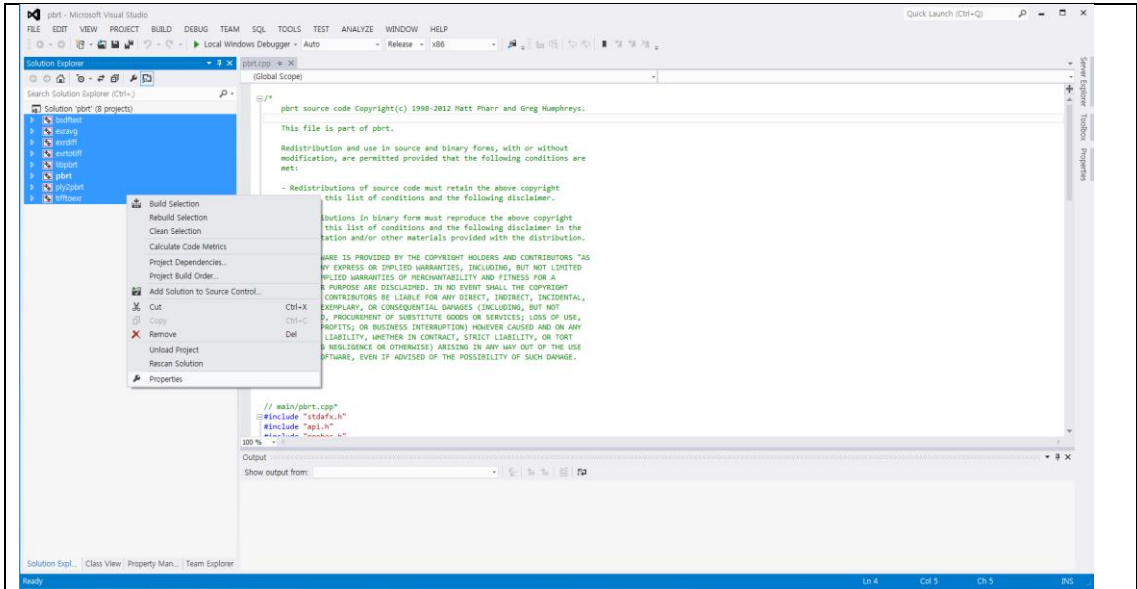 pbrt - Microsoft Visual Studio
Quick Launch (Ctrl+Q)
FILE EDIT VIEW PROJECT BUILD DEBUG TEAM SQL TOOLS TEST ANALYZE WINDOW HELP
Local Windows Debugger Auto Release x86
Solution Explorer
pbrt.cpp
(Global Scope)
Search Solution Explorer (Ctrl+;)
Solution 'pbrt' (8 projects)
bsdftest
exravg
exrdiff
exrtotiff
libpbrt
pbrt
ply2pbrt
tifftoexr
Build Selection
Rebuild Selection
Clean Selection
Calculate Code Metrics
Project Dependencies...
Project Build Order...
Add Solution to Source Control...
Cut Ctrl+X
Copy Ctrl+C
Remove Del
Unload Project
Rescan Solution
Properties
/*
pbrt source code Copyright(c) 1998-2012 Matt Pharr and Greg Humphreys.
This file is part of pbrt.
Redistribution and use in source and binary forms, with or without
modification, are permitted provided that the following conditions are
met:
- Redistributions of source code must retain the above copyright
this list of conditions and the following disclaimer.
butions in binary form must reproduce the above copyright
this list of conditions and the following disclaimer in the
tation and/or other materials provided with the distribution.
WARE IS PROVIDED BY THE COPYRIGHT HOLDERS AND CONTRIBUTORS "AS
NY EXPRESS OR IMPLIED WARRANTIES, INCLUDING, BUT NOT LIMITED
MPLIED WARRANTIES OF MERCHANTABILITY AND FITNESS FOR A
R PURPOSE ARE DISCLAIMED. IN NO EVENT SHALL THE COPYRIGHT
CONTRIBUTORS BE LIABLE FOR ANY DIRECT, INDIRECT, INCIDENTAL,
EXEMPLARY, OR CONSEQUENTIAL DAMAGES (INCLUDING, BUT NOT
, PROCUREMENT OF SUBSTITUTE GOODS OR SERVICES; LOSS OF USE,
PROFITS; OR BUSINESS INTERRUPTION) HOWEVER CAUSED AND ON ANY
LIABILITY, WHETHER IN CONTRACT, STRICT LIABILITY, OR TORT
NEGLIGENCE OR OTHERWISE) ARISING IN ANY WAY OUT OF THE USE
OFTWARE, EVEN IF ADVISED OF THE POSSIBILITY OF SUCH DAMAGE.
// main/pbrt.cpp*
#include "stdafx.h"
#include "api.h"
100 %
Output
Show output from:
Server Explorer
Toolbox
Properties
Solution Expl... Class View Property Man... Team Explorer
Ready Ln 4 Col 5 Ch 5 INS